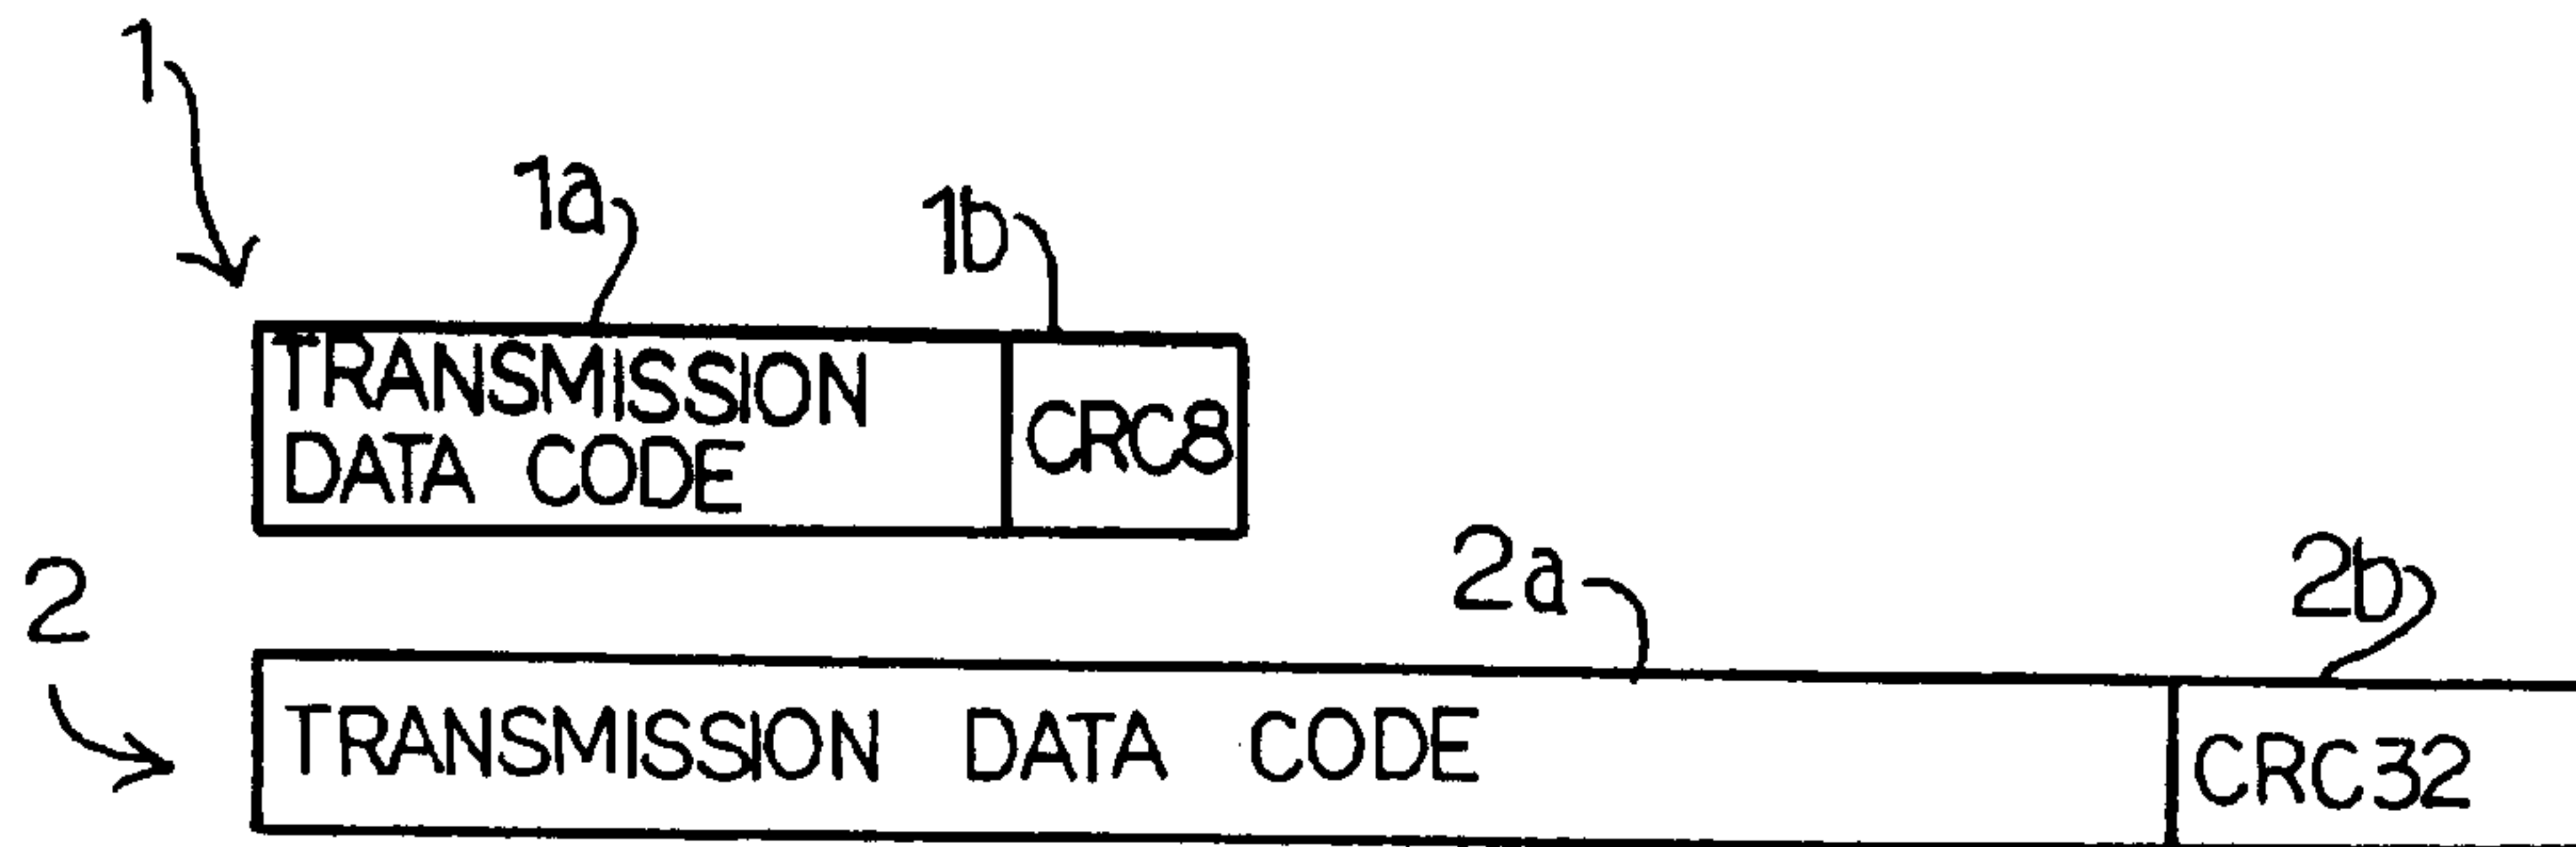 1
1a
1b
TRANSMISSION
DATA CODE
CRC8
2
2a
2b
TRANSMISSION DATA CODE
CRC32